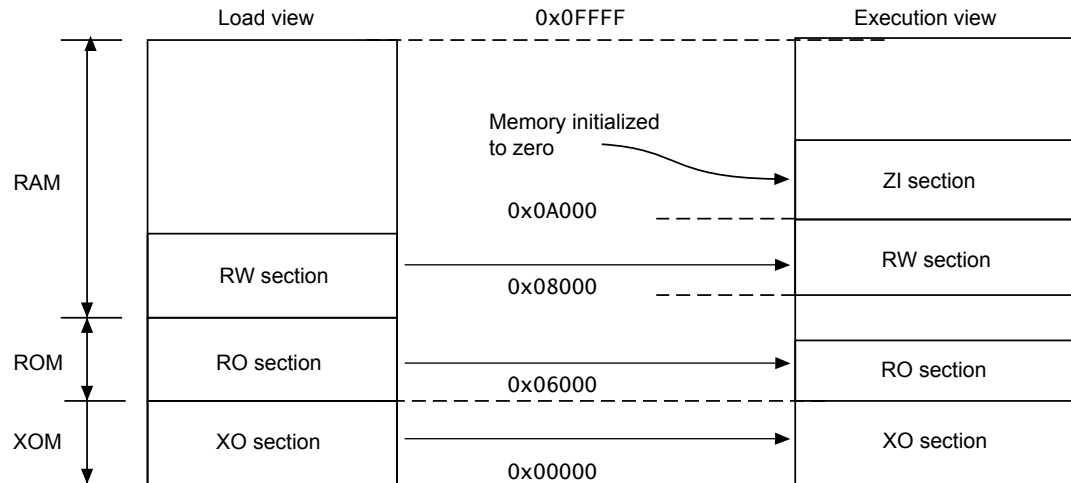 Load view
0x0FFFF
Execution view
Memory initialized
to zero
RAM
ZI section
0x0A000
RW section
RW section
0x08000
ROM
RO section
RO section
0x06000
XOM
XO section
XO section
0x00000